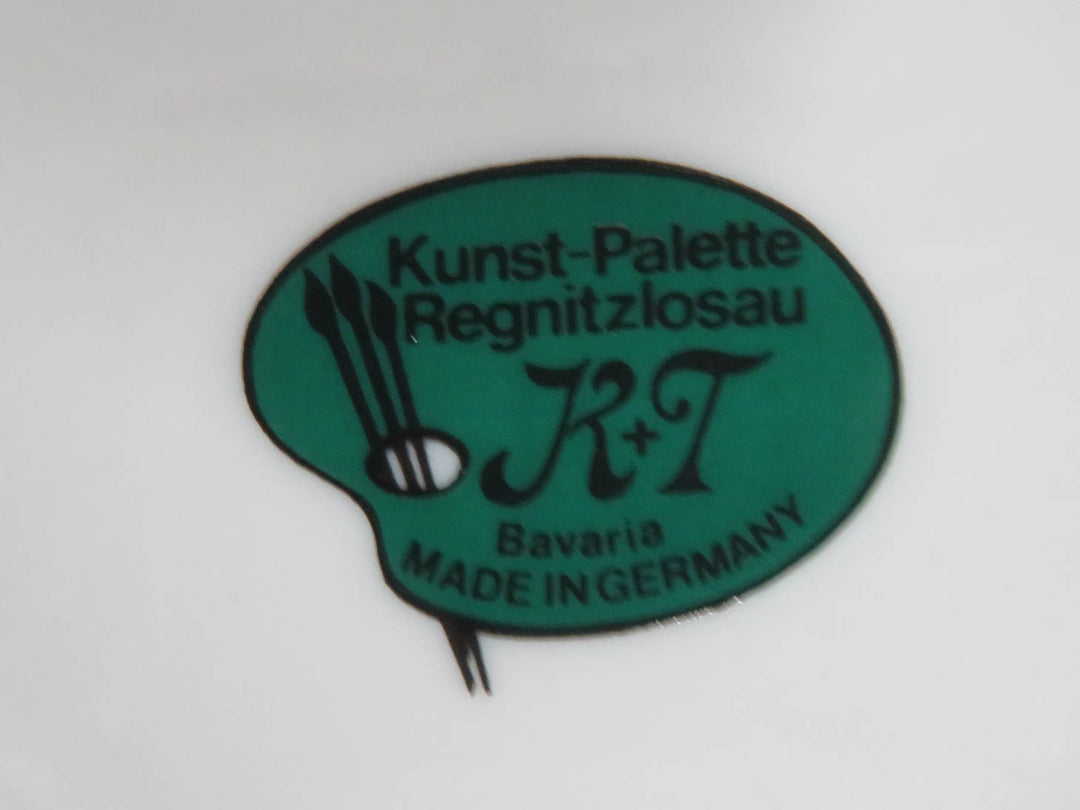 Kunst-Palette
Regnitzlosau
K+T
Bavaria
MADE IN GERMANY